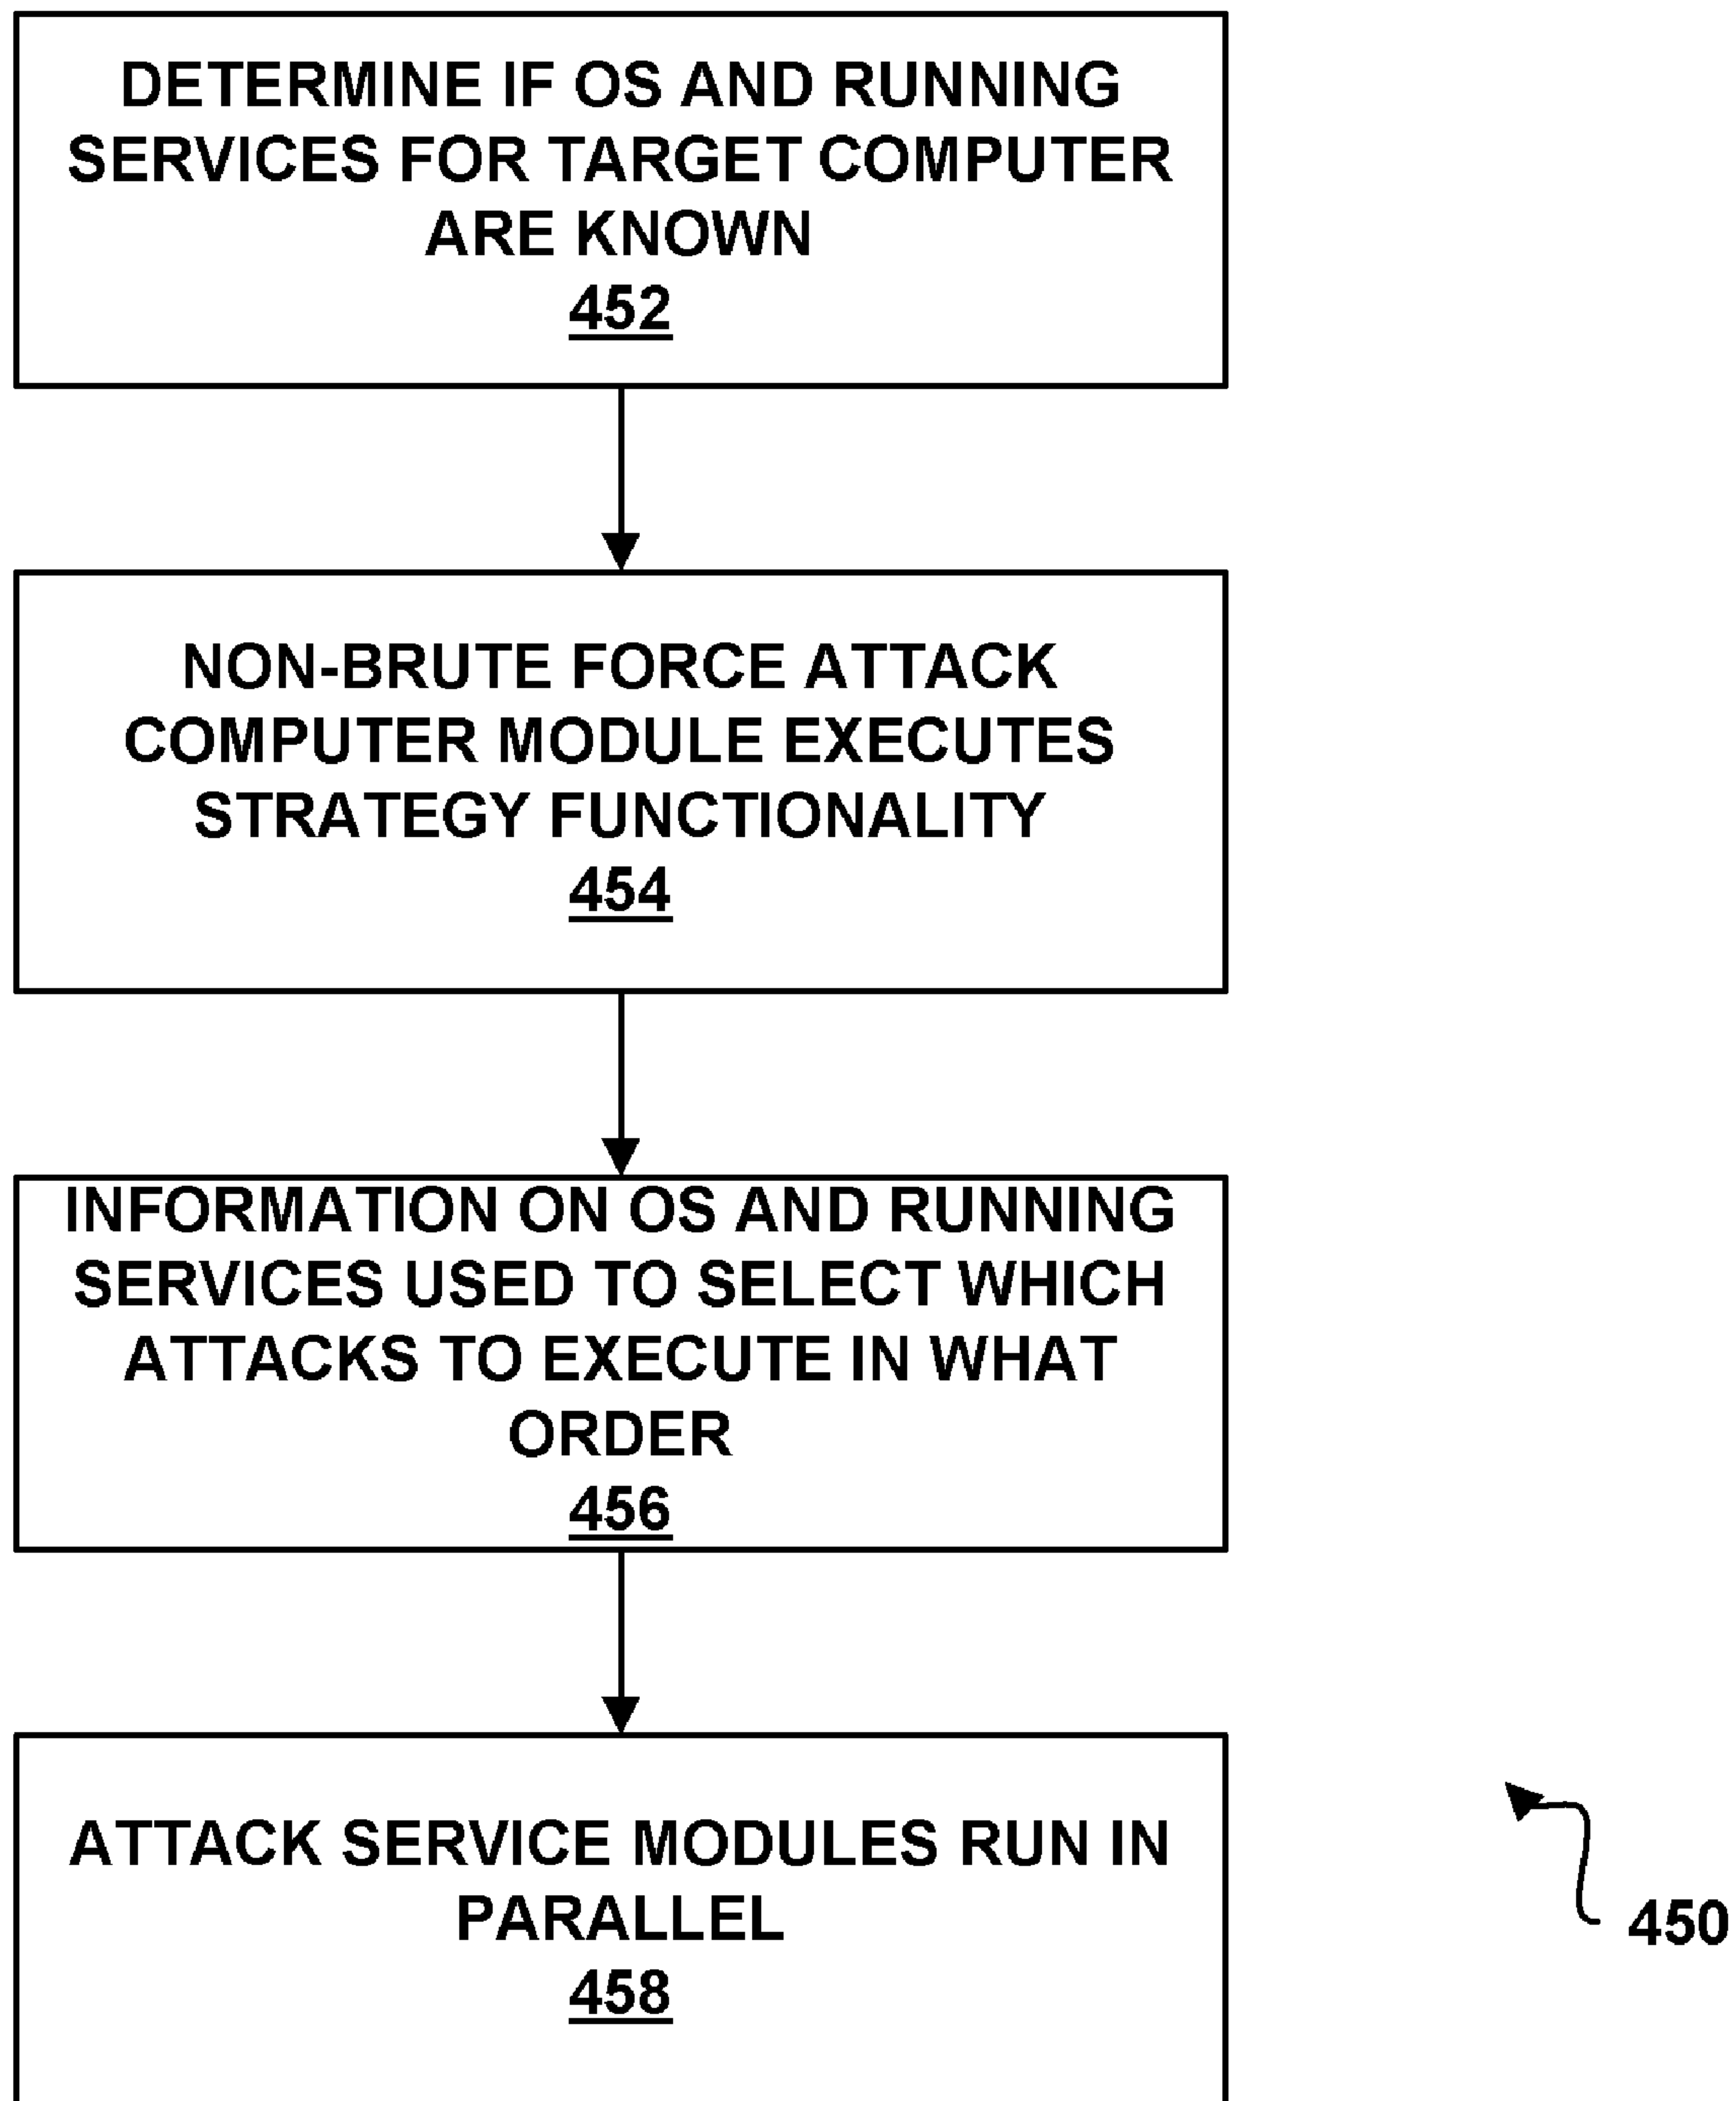 DETERMINE IF OS AND RUNNING
SERVICES FOR TARGET COMPUTER
ARE KNOWN
452
NON-BRUTE FORCE ATTACK
COMPUTER MODULE EXECUTES
STRATEGY FUNCTIONALITY
454
INFORMATION ON OS AND RUNNING
SERVICES USED TO SELECT WHICH
ATTACKS TO EXECUTE IN WHAT
ORDER
456
ATTACK SERVICE MODULES RUN IN
PARALLEL
458
450